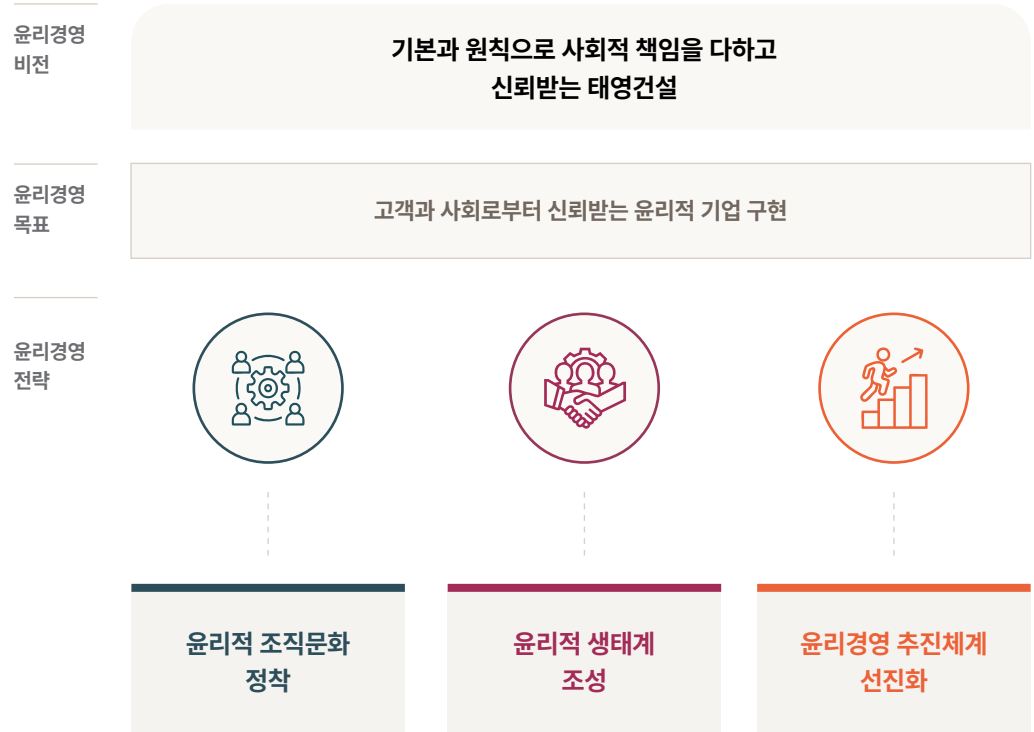 윤리경영
비전
기본과 원칙으로 사회적 책임을 다하고
신뢰받는 태영건설
윤리경영
목표
고객과 사회로부터 신뢰받는 윤리적 기업 구현
윤리경영
전략
윤리적 조직문화
정착
윤리적 생태계
조성
윤리경영 추진체계
선진화